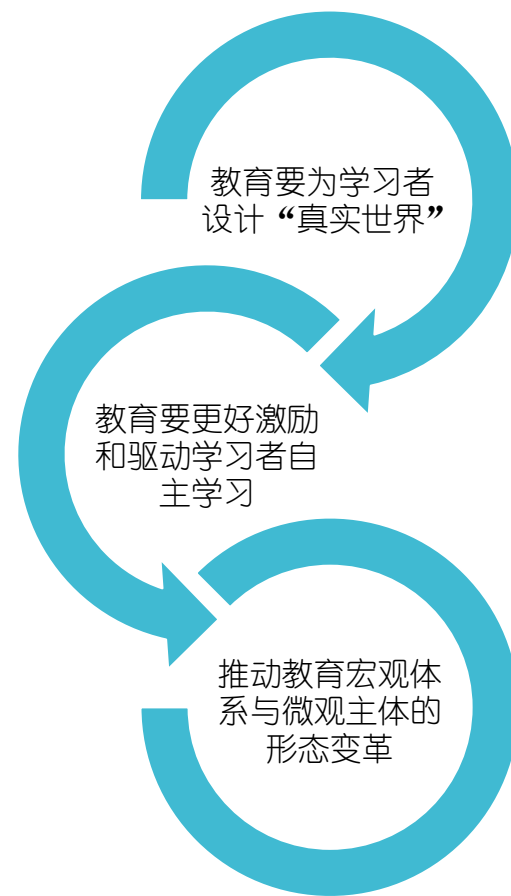 教育要为学习者
设计“真实世界”
教育要更好激励
和驱动学习者自
主学习
推动教育宏观体
系与微观主体的
形态变革